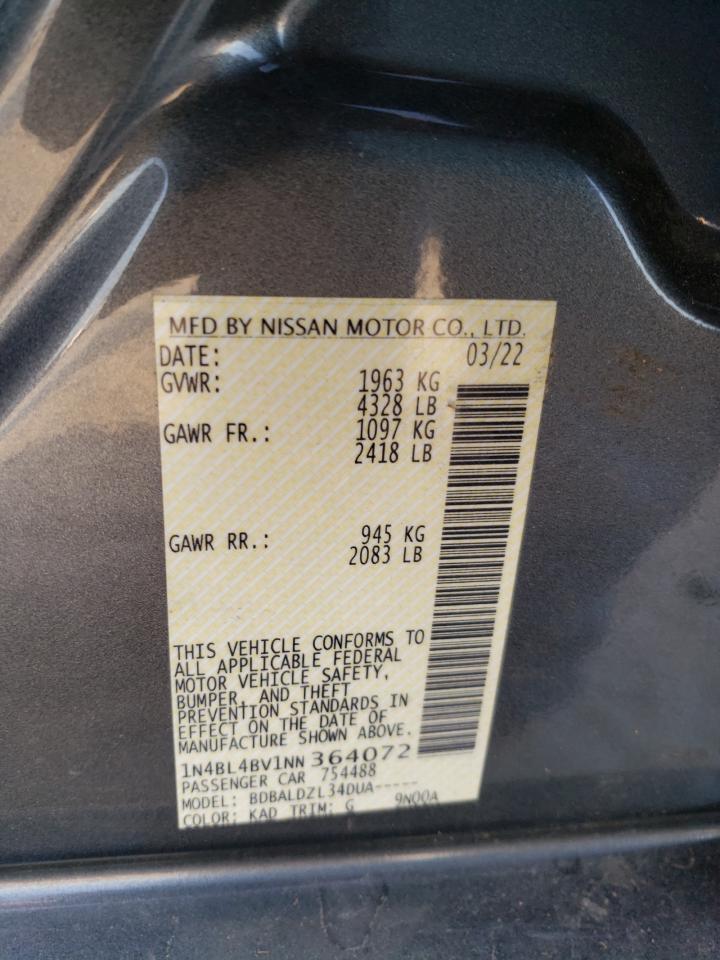 MFD BY NISSAN MOTOR CO., LTD.
DATE: 03/22
GVWR: 1963 KG
4328 LB
GAWR FR.: 1097 KG
2418 LB
GAWR RR.: 945 KG
2083 LB
THIS VEHICLE CONFORMS TO
ALL APPLICABLE FEDERAL
MOTOR VEHICLE SAFETY,
BUMPER, AND THEFT
PREVENTION STANDARDS IN
EFFECT ON THE DATE OF
MANUFACTURE SHOWN ABOVE.
1N4BL4BV1NN364072
PASSENGER CAR 754488
MODEL: BDBALDZL34DUA-----
COLOR: KAD TRIM: G 9N00A